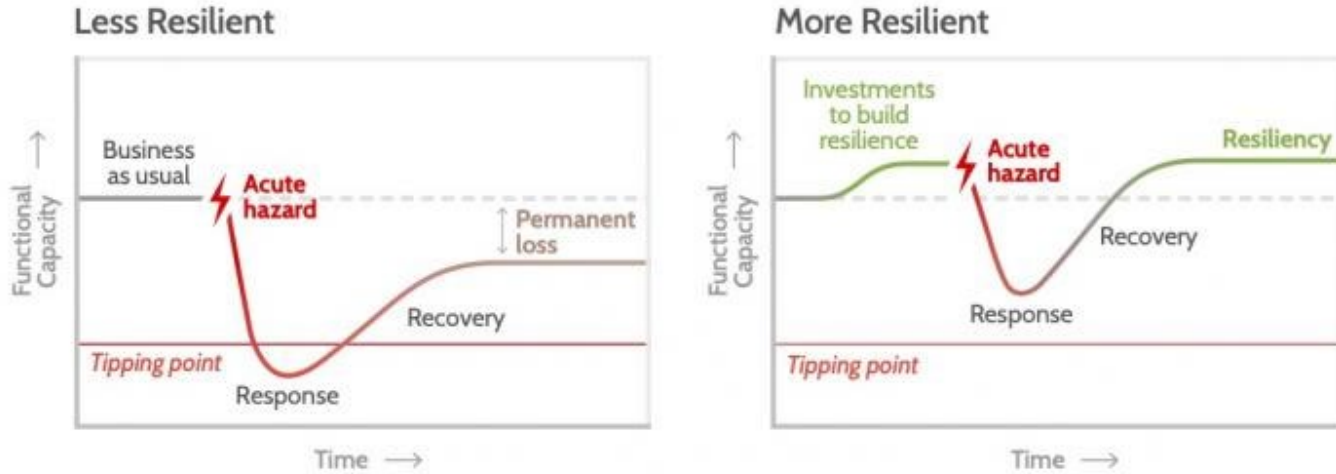 Less Resilient
Functional
Capacity
Business
as usual
Acute
hazard
Permanent
loss
Recovery
Tipping point
Response
Time
More Resilient
Functional
Capacity
Investments
to build
resilience
Acute
hazard
Resiliency
Recovery
Response
Tipping point
Time